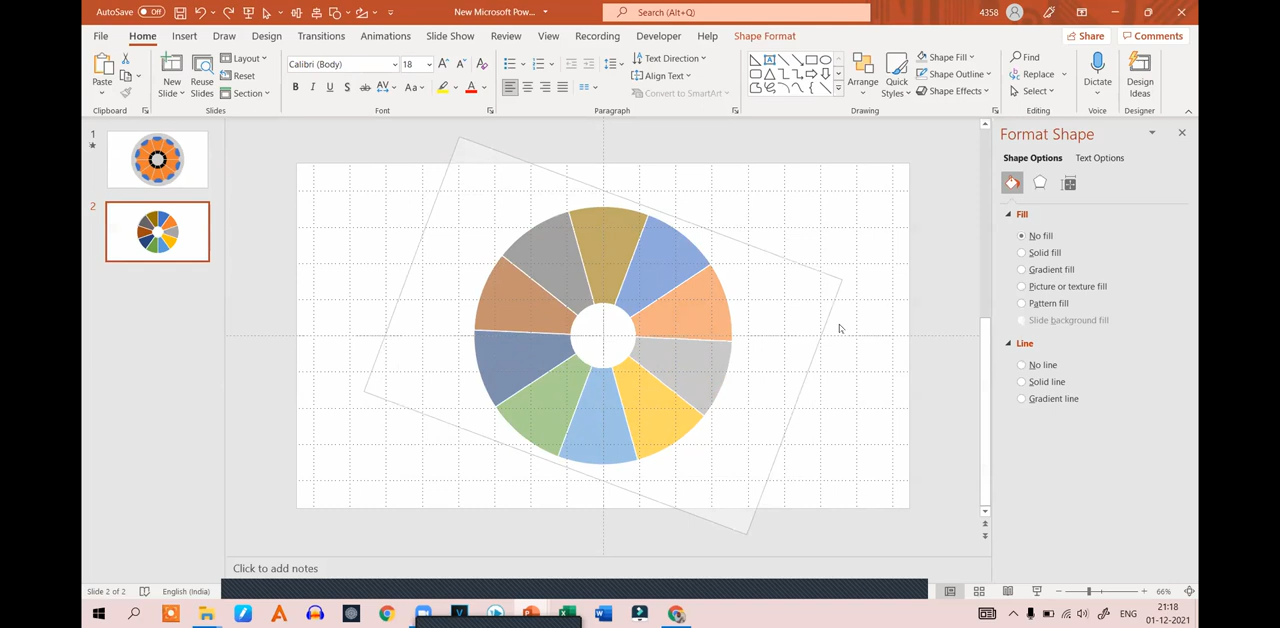 AutoSave Off New Microsoft Pow... Search (Alt+Q) 4358
File Home Insert Draw Design Transitions Animations Slide Show Review View Recording Developer Help Shape Format Share Comments
Paste New Slide Reuse Slides Layout Reset Section
Calibri (Body) 18 A A A
B I U S ab AV Aa A
Text Direction Align Text Convert to SmartArt
Arrange Quick Styles Shape Fill Shape Outline Shape Effects
Find Replace Select Dictate Design Ideas
Clipboard Slides Font Paragraph Drawing Editing Voice Designer
1
2
Format Shape
Shape Options Text Options
Fill
No fill
Solid fill
Gradient fill
Picture or texture fill
Pattern fill
Slide background fill
Line
No line
Solid line
Gradient line
Click to add notes
Slide 2 of 2 English (India) 66%
ENG 21:18
01-12-2021